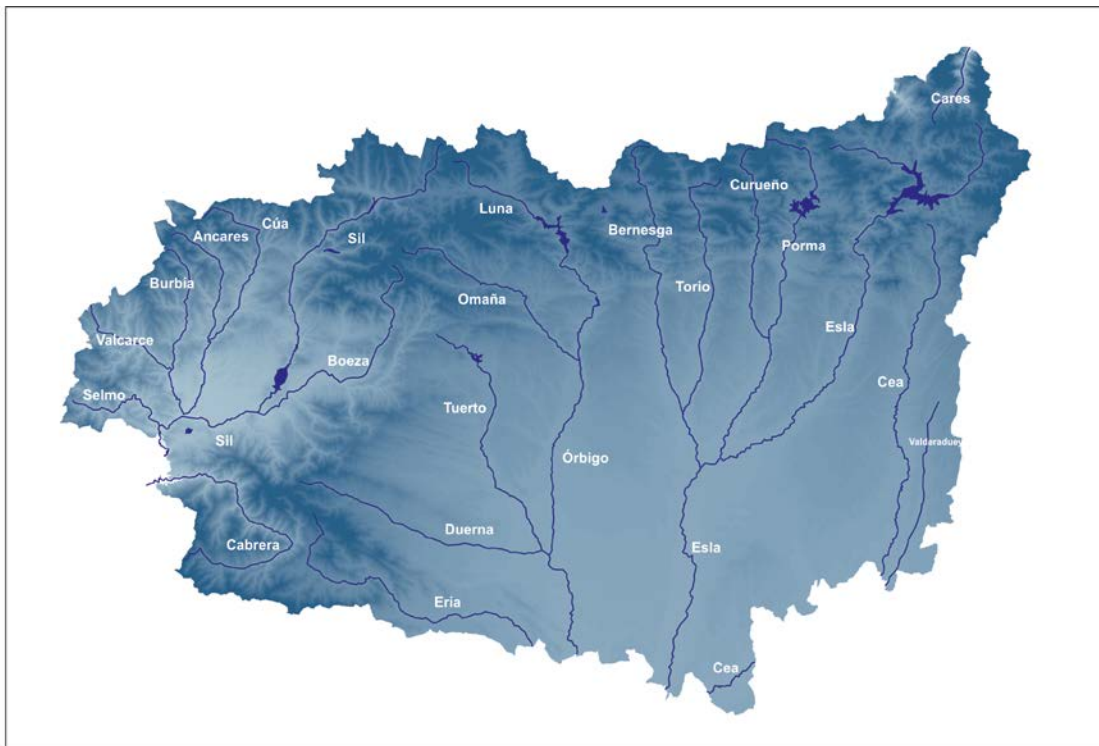 Cares
Curueño
Luna
Cúa
Ancares
Sil
Bernesga
Porma
Burbia
Torio
Omaña
Esla
Valcarce
Boeza
Cea
Selmo
Tuerto
Sil
Valderaduey
Órbigo
Duerna
Cabrera
Esla
Eria
Cea